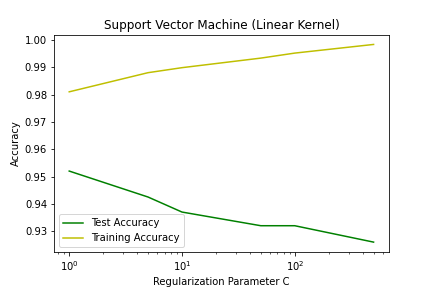 Support Vector Machine (Linear Kernel)
1.00
0.99
0.98
0.97
0.96
0.95
0.94
0.93
Accuracy
Test Accuracy
Training Accuracy
10⁰ 10¹ 10²
Regularization Parameter C